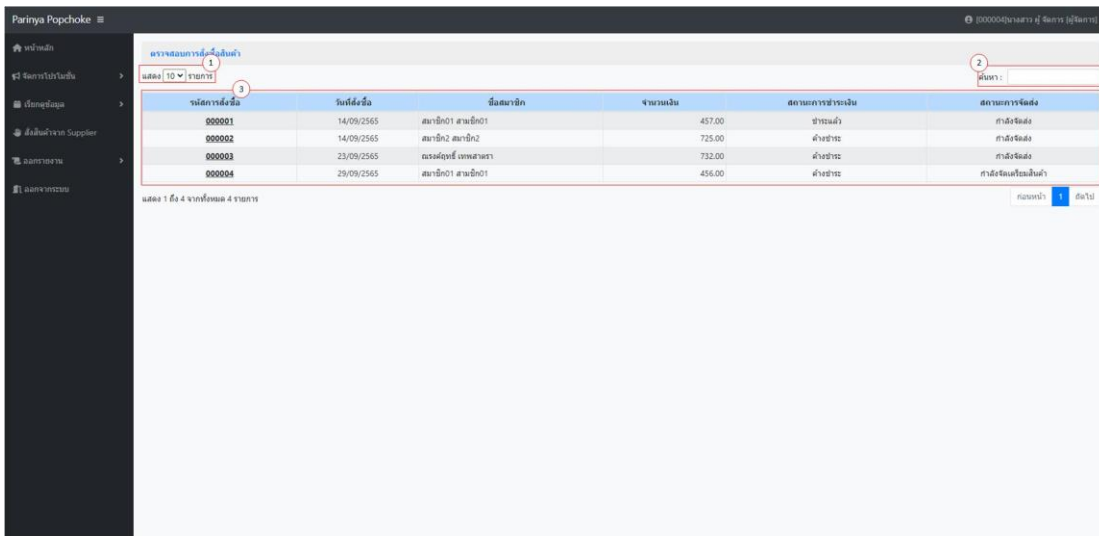 Parinya Popchoke
[000004]นางสาว ผู้ จัดการ [ผู้จัดการ]
หน้าหลัก
จัดการโปรโมชั่น
เรียกดูข้อมูล
สั่งสินค้าจาก Supplier
ออกรายงาน
ออกจากระบบ
ตรวจสอบการสั่งซื้อสินค้า
1
2
แสดง 10 รายการ
ค้นหา :
3
รหัสการสั่งซื้อ วันที่สั่งซื้อ ชื่อสมาชิก จำนวนเงิน สถานะการชำระเงิน สถานะการจัดส่ง
000001 14/09/2565 สมาชิก01 สามชิก01 457.00 ชำระแล้ว กำลังจัดส่ง
000002 14/09/2565 สมาชิก2 สมาชิก2 725.00 ค้างชำระ กำลังจัดส่ง
000003 23/09/2565 ณรงค์ฤทธิ์ เทพสาตรา 732.00 ค้างชำระ กำลังจัดส่ง
000004 29/09/2565 สมาชิก01 สามชิก01 456.00 ค้างชำระ กำลังจัดเตรียมสินค้า
แสดง 1 ถึง 4 จากทั้งหมด 4 รายการ
ก่อนหน้า 1 ถัดไป